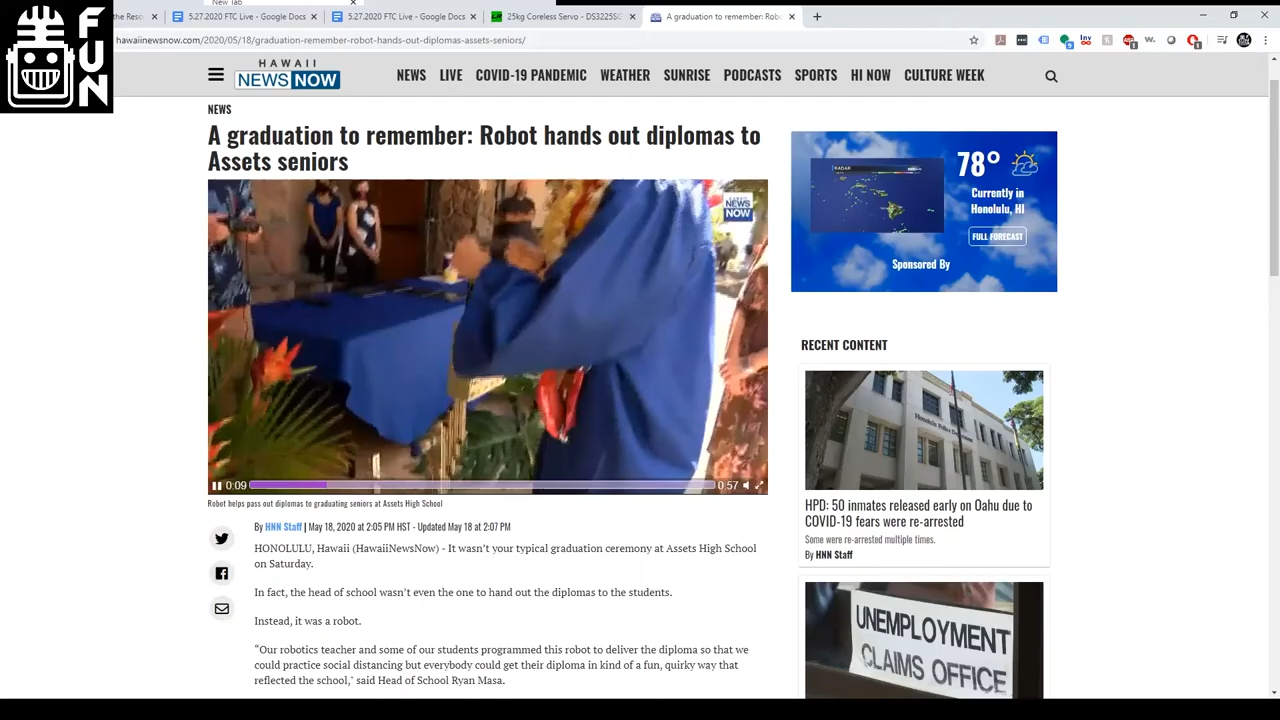 New Tab
the Resc
5.27.2020 FTC Live - Google Docs
5.27.2020 FTC Live - Google Docs
25kg Coreless Servo - DS3225SG
A graduation to remember: Robo
hawaiinewsnow.com/2020/05/18/graduation-remember-robot-hands-out-diplomas-assets-seniors/
FUN
HAWAII
NEWS NOW
NEWS LIVE COVID-19 PANDEMIC WEATHER SUNRISE PODCASTS SPORTS HI NOW CULTURE WEEK
NEWS
A graduation to remember: Robot hands out diplomas to
Assets seniors
HAWAII
NEWS
NOW
0:09
0:57
Robot helps pass out diplomas to graduating seniors at Assets High School
By HNN Staff | May 18, 2020 at 2:05 PM HST - Updated May 18 at 2:07 PM
HONOLULU, Hawaii (HawaiiNewsNow) - It wasn't your typical graduation ceremony at Assets High School
on Saturday.
In fact, the head of school wasn't even the one to hand out the diplomas to the students.
Instead, it was a robot.
“Our robotics teacher and some of our students programmed this robot to deliver the diploma so that we
could practice social distancing but everybody could get their diploma in kind of a fun, quirky way that
reflected the school," said Head of School Ryan Masa.
RADAR
78°
Currently in
Honolulu, HI
FULL FORECAST
Sponsored By
RECENT CONTENT
Honolulu Police Department
HPD: 50 inmates released early on Oahu due to
COVID-19 fears were re-arrested
Some were re-arrested multiple times.
By HNN Staff
UNEMPLOYMENT
CLAIMS OFFICE